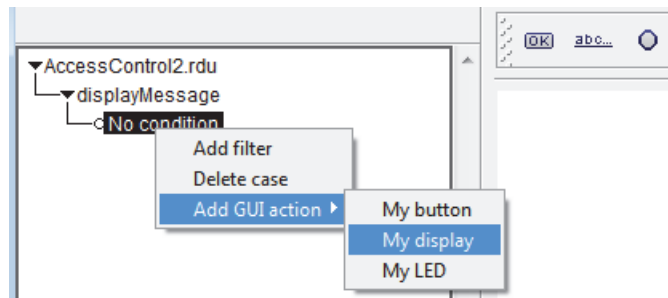 OK abc...
AccessControl2.rdu
displayMessage
No condition
Add filter
Delete case
Add GUI action
My button
My display
My LED